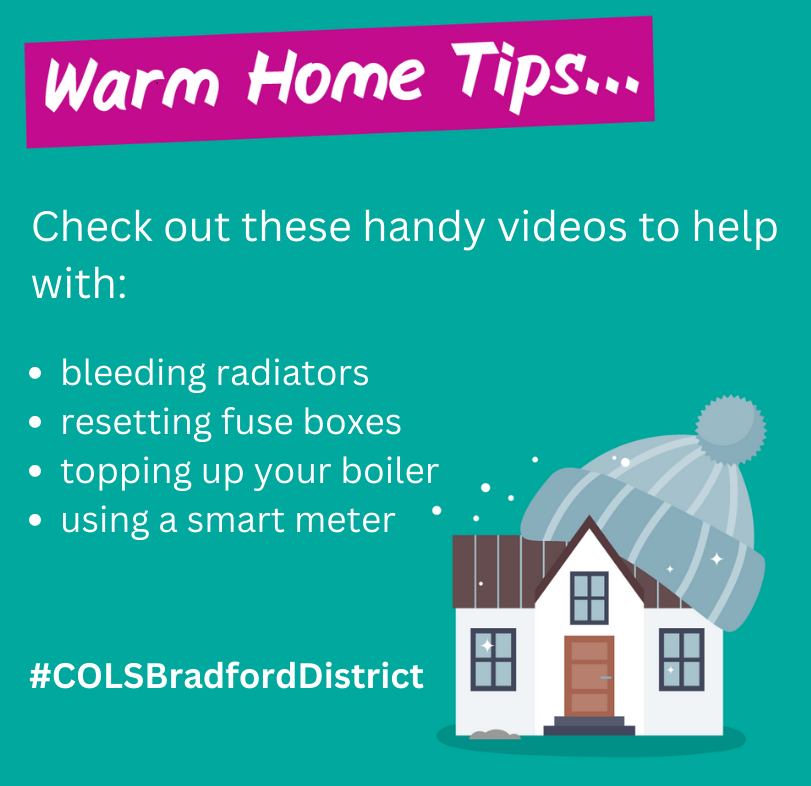 Warm Home Tips...
Check out these handy videos to help
with:
• bleeding radiators
• resetting fuse boxes
• topping up your boiler
• using a smart meter
#COLSBradfordDistrict